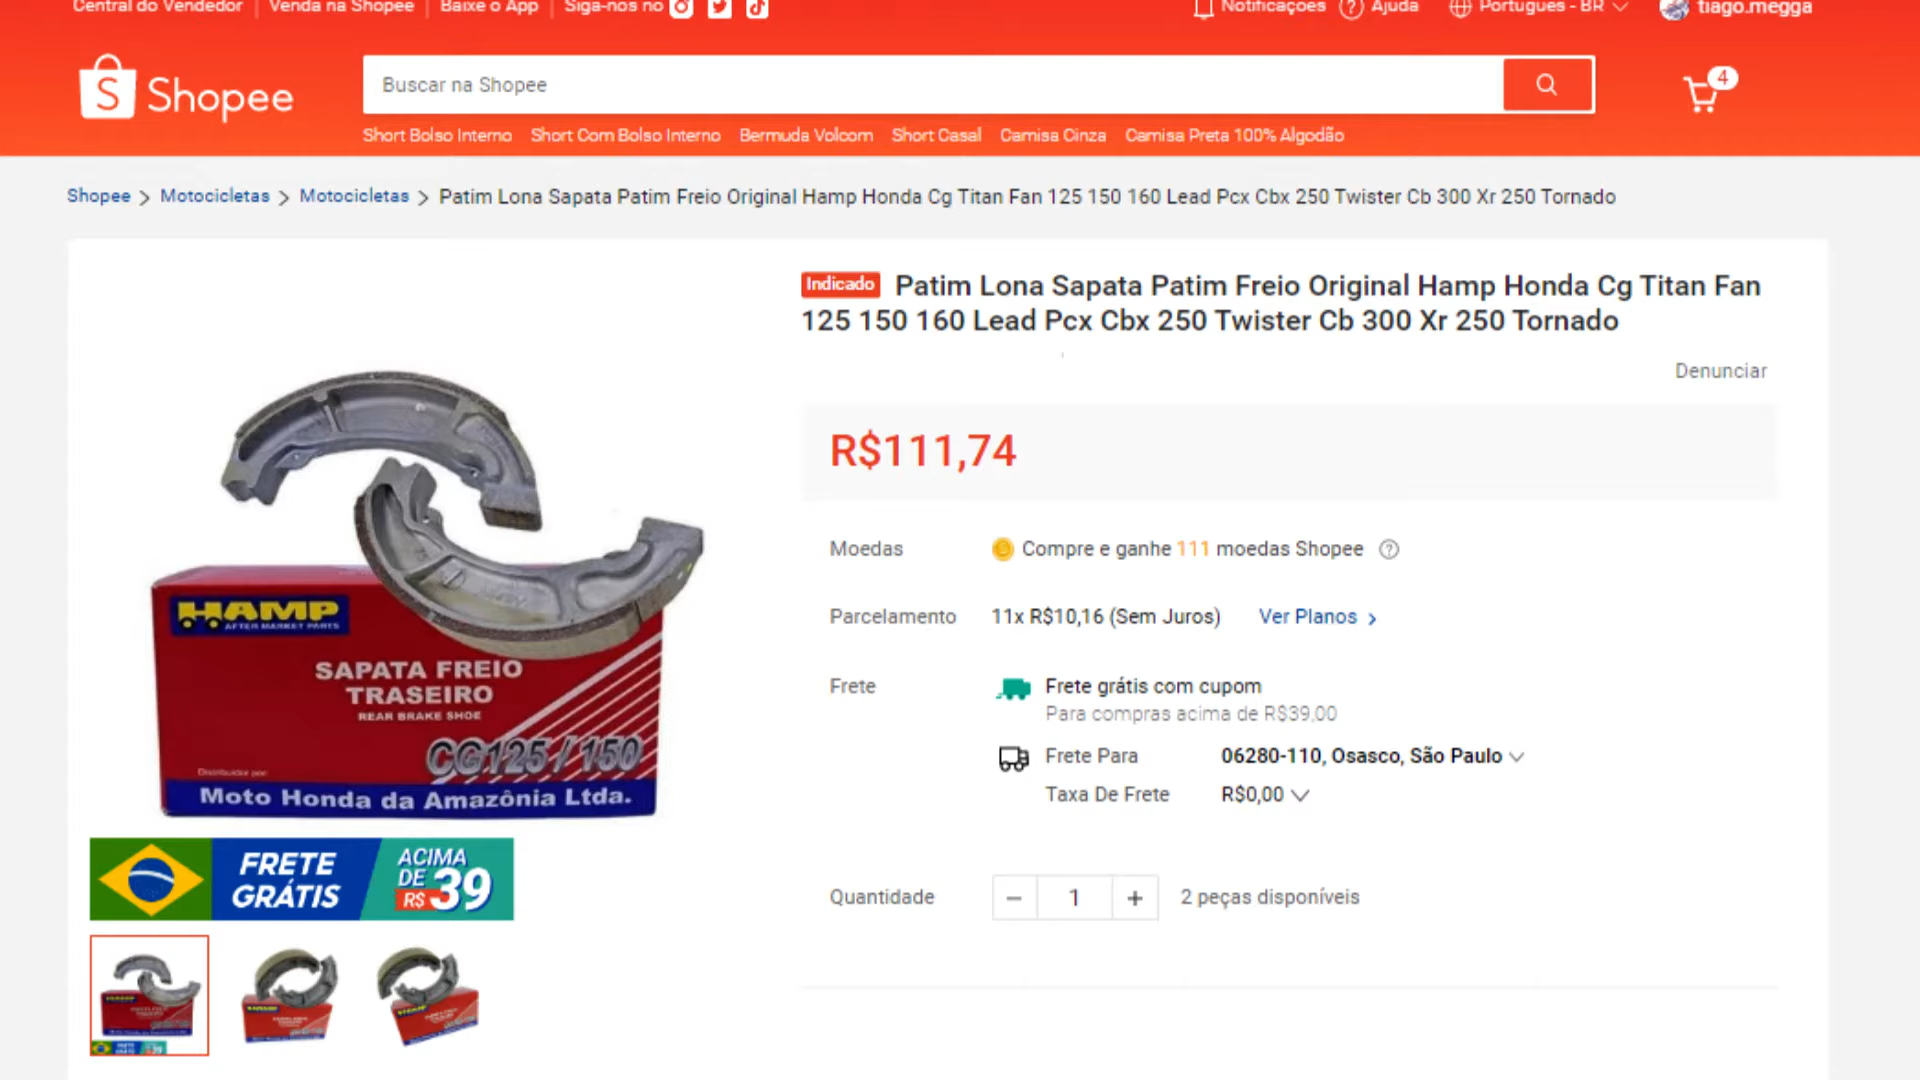 Central do Vendedor Venda na Shopee Baixe o App Siga-nos no Notificações Ajuda Português - BR tiago.megga
Shopee Buscar na Shopee 4
Short Bolso Interno Short Com Bolso Interno Bermuda Volcom Short Casal Camisa Cinza Camisa Preta 100% Algodão
Shopee > Motocicletas > Motocicletas > Patim Lona Sapata Patim Freio Original Hamp Honda Cg Titan Fan 125 150 160 Lead Pcx Cbx 250 Twister Cb 300 Xr 250 Tornado
Indicado Patim Lona Sapata Patim Freio Original Hamp Honda Cg Titan Fan
125 150 160 Lead Pcx Cbx 250 Twister Cb 300 Xr 250 Tornado
Denunciar
R$111,74
Moedas Compre e ganhe 111 moedas Shopee
Parcelamento 11x R$10,16 (Sem Juros) Ver Planos >
Frete Frete grátis com cupom
Para compras acima de R$39,00
Frete Para 06280-110, Osasco, São Paulo
Taxa De Frete R$0,00
Quantidade − 1 + 2 peças disponíveis
HAMP
AFTER MARKET PARTS
SAPATA FREIO
TRASEIRO
REAR BRAKE SHOE
CG125/150
Distribuidor por:
Moto Honda da Amazônia Ltda.
FRETE
GRÁTIS
ACIMA
DE
R$ 39